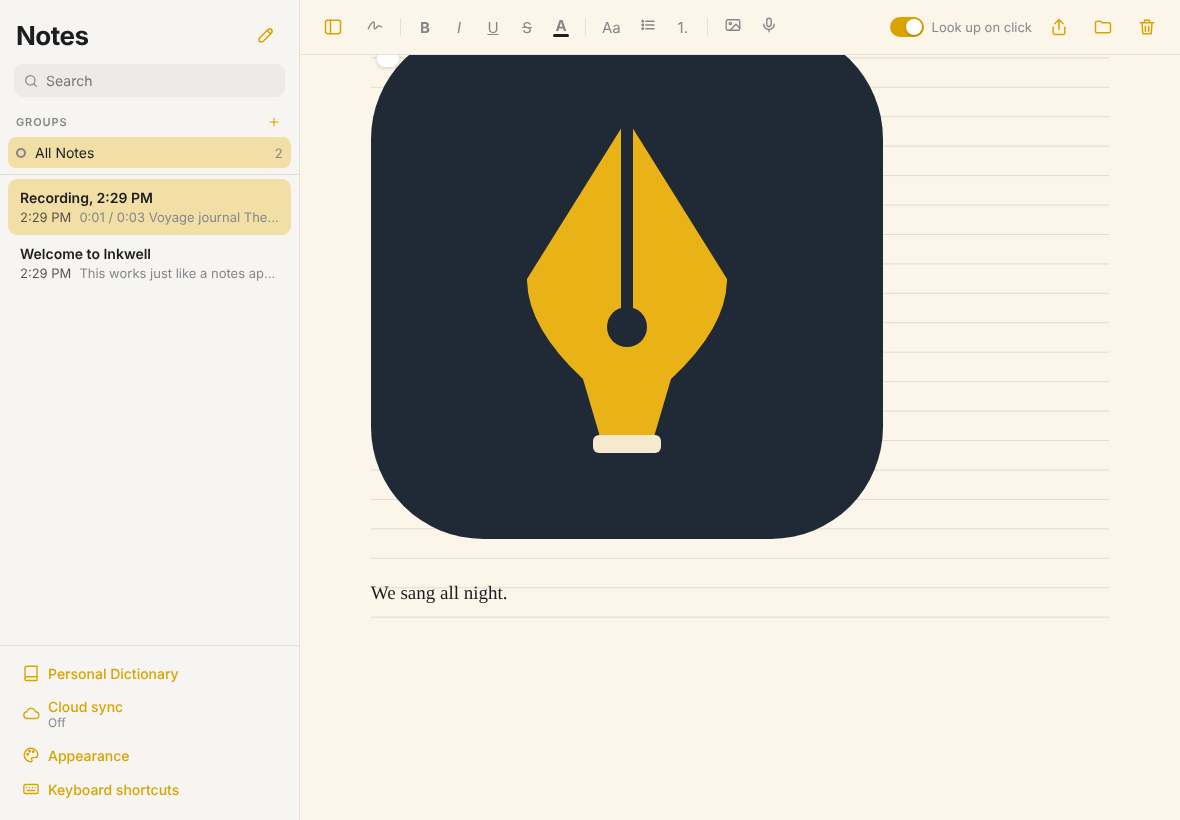 Notes
Search
GROUPS
All Notes 2
Recording, 2:29 PM
2:29 PM 0:01 / 0:03 Voyage journal The...
Welcome to Inkwell
2:29 PM This works just like a notes ap...
Personal Dictionary
Cloud sync
Off
Appearance
Keyboard shortcuts
B I U S A Aa 1. Look up on click
We sang all night.